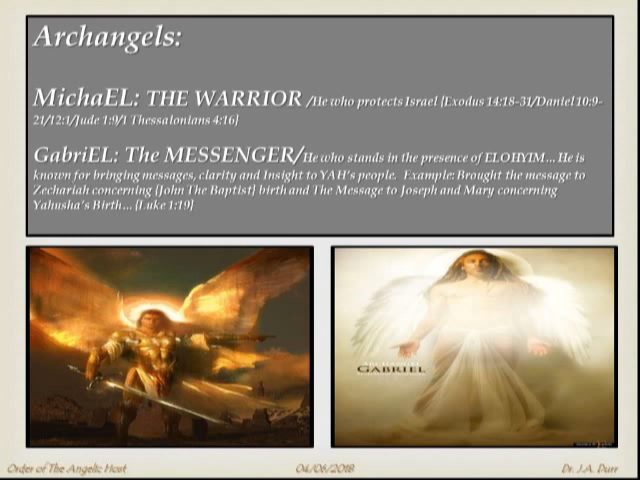 Archangels:
MichaEL: THE WARRIOR /He who protects Israel {Exodus 14:18-31/Daniel 10:9-
21/12:1/Jude 1:9/1 Thessalonians 4:16}
GabriEL: The MESSENGER/He who stands in the presence of ELOHYIM… He is
known for bringing messages, clarity and Insight to YAH's people. Example: Brought the message to
Zechariah concerning {John The Baptist} birth and The Message to Joseph and Mary concerning
Yahusha's Birth… {Luke 1:19}
GABRIEL
Order of The Angelic Host
04/06/2018
Dr. J.A. Durr